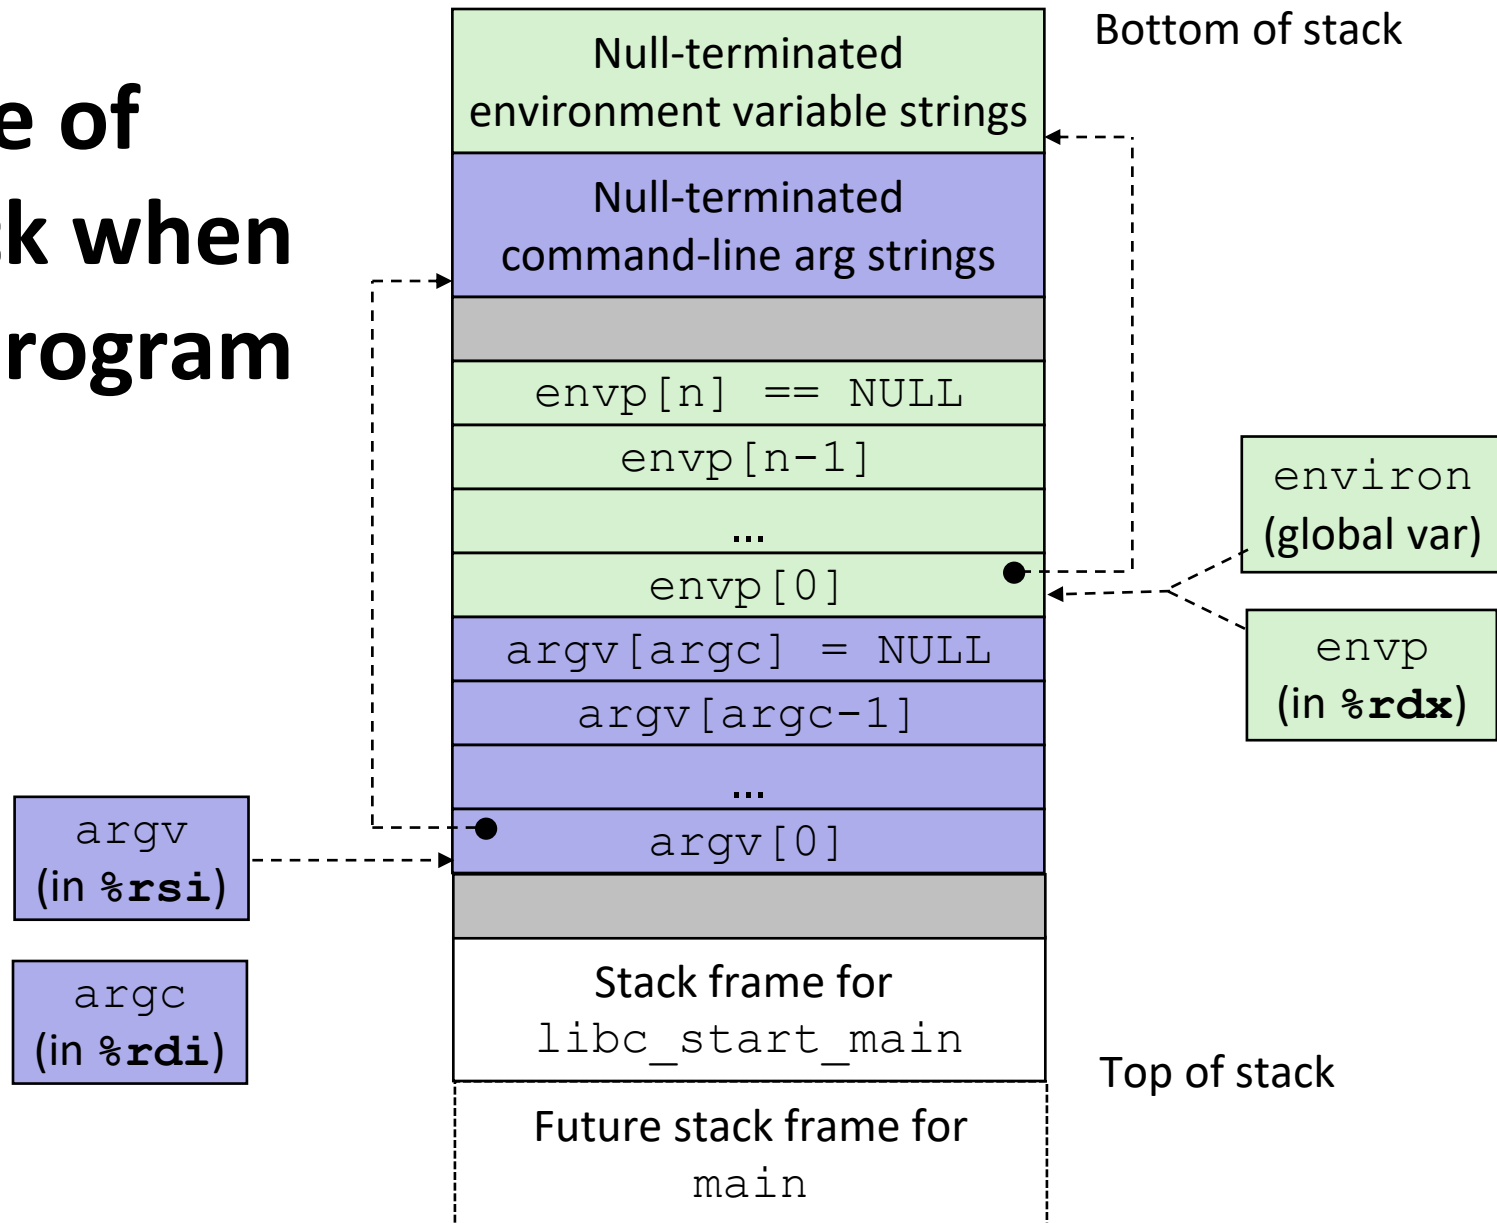 e of
k when
rogram
Bottom of stack
Null-terminated
environment variable strings
Null-terminated
command-line arg strings
envp[n] == NULL
envp[n-1]
...
envp[0]
argv[argc] = NULL
argv[argc-1]
...
argv[0]
environ
(global var)
envp
(in %rdx)
argv
(in %rsi)
argc
(in %rdi)
Stack frame for
libc_start_main
Top of stack
Future stack frame for
main